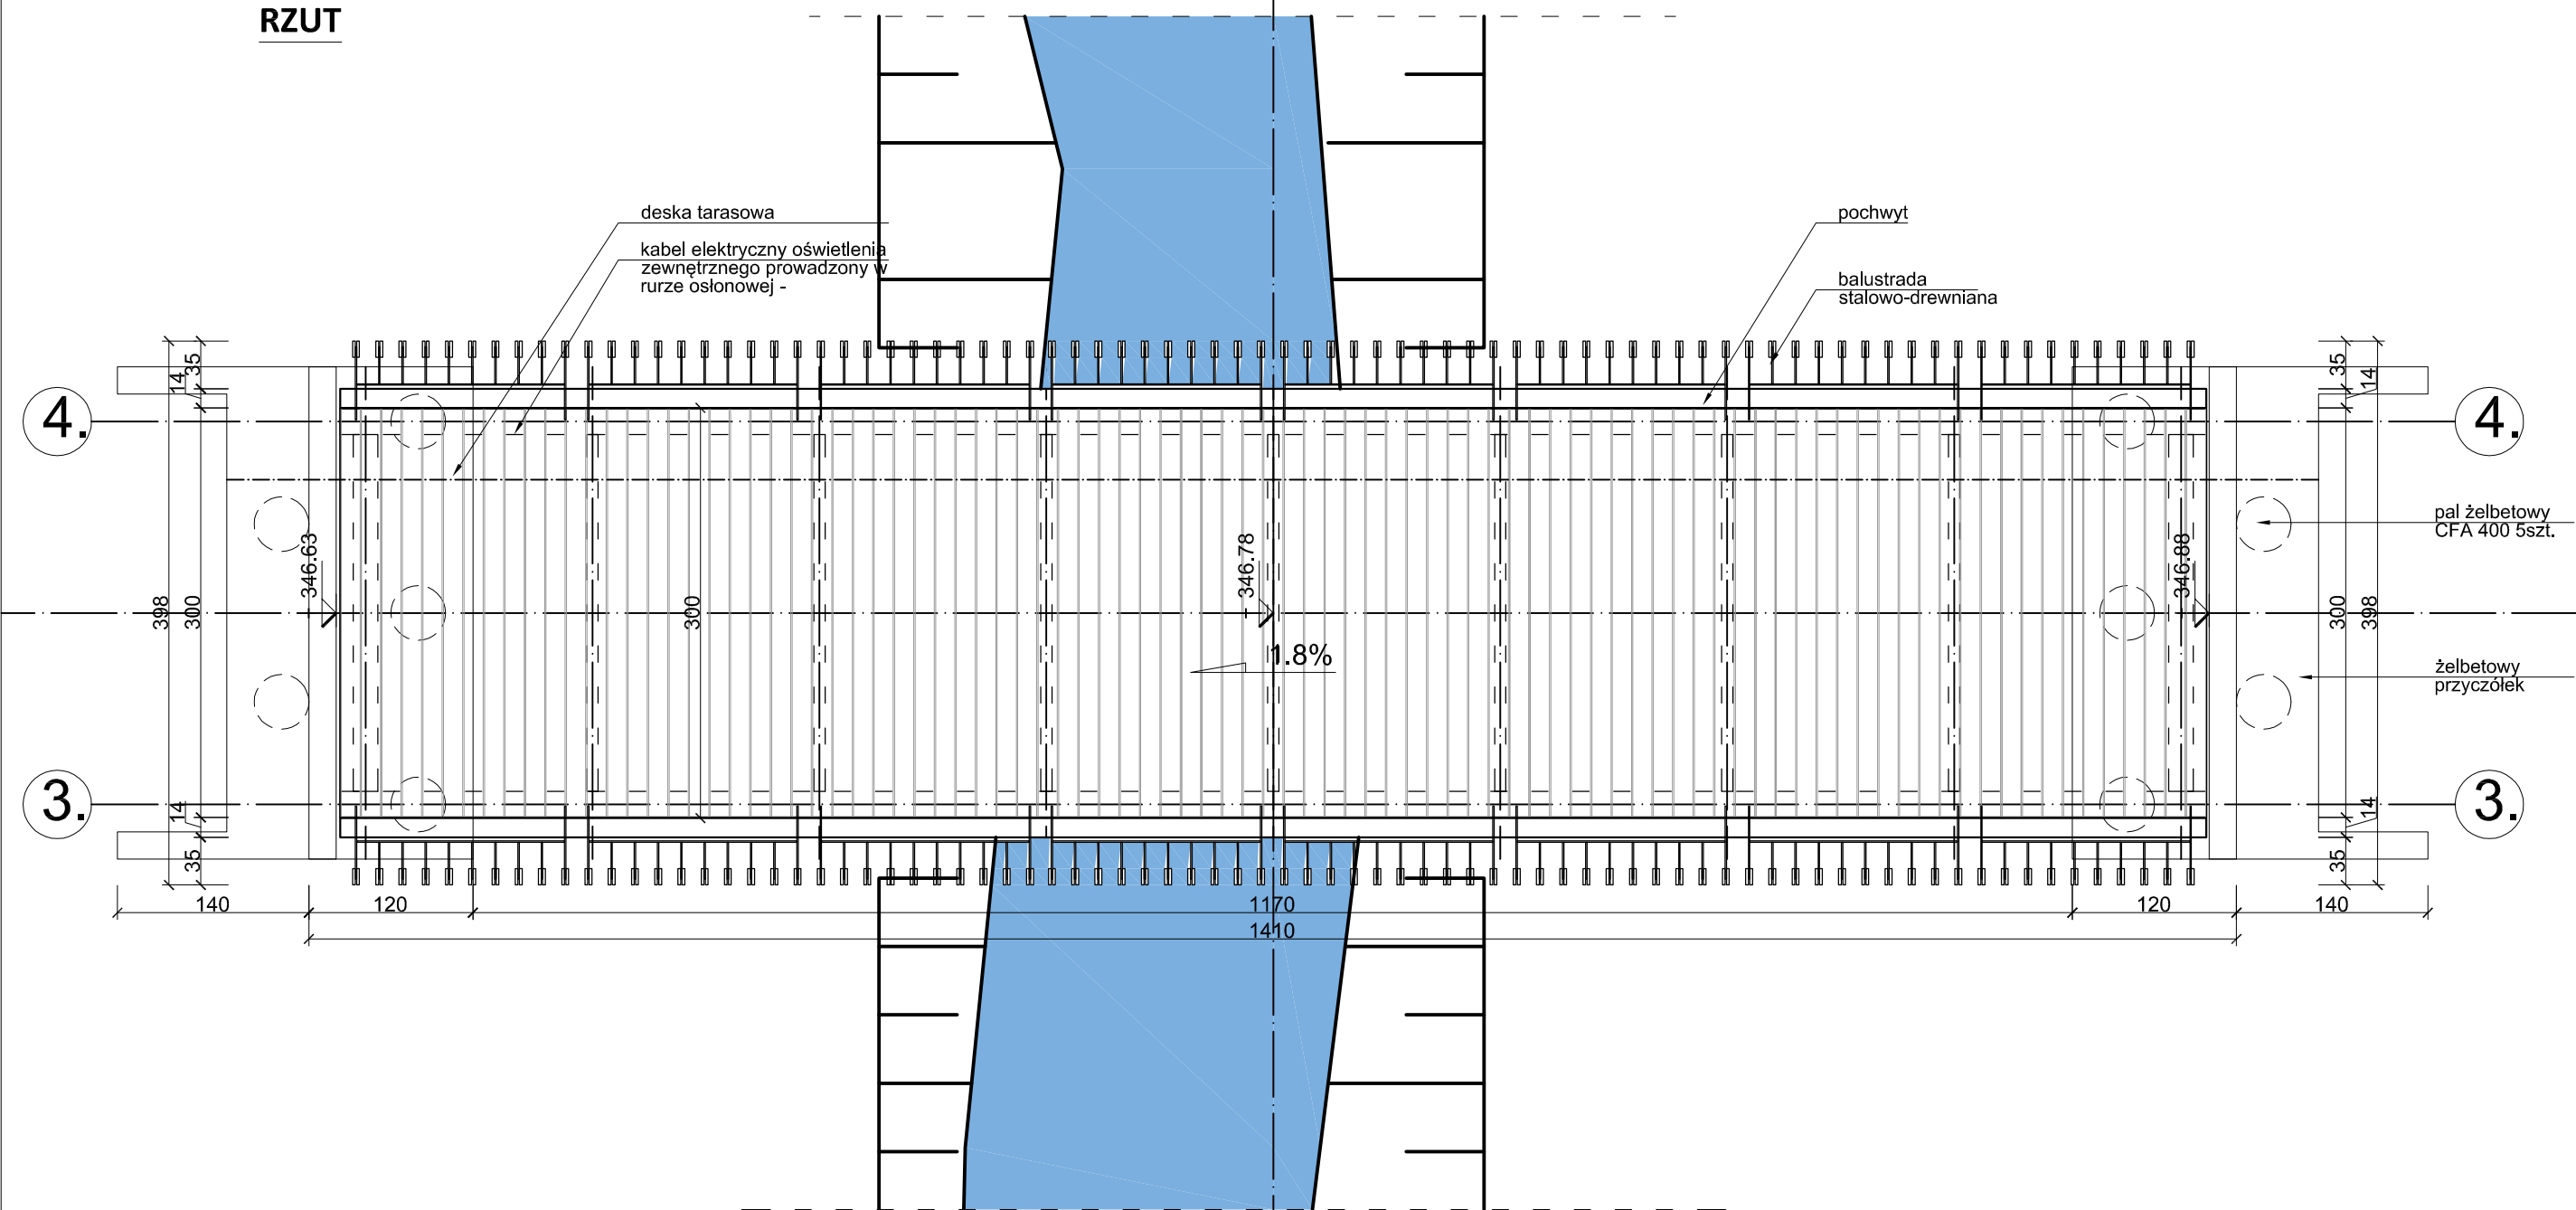 RZUT
deska tarasowa
kabel elektryczny oświetlenia
zewnętrznego prowadzony w
rurze osłonowej -
pochwyt
balustrada
stalowo-drewniana
35
14
35
14
4.
4.
pal żelbetowy
CFA 400 5szt.
346.63
346.78
346.88
398
300
300
300
398
1.8%
żelbetowy
przyczółek
3.
3.
14
35
14
35
140
120
1170
120
140
1410